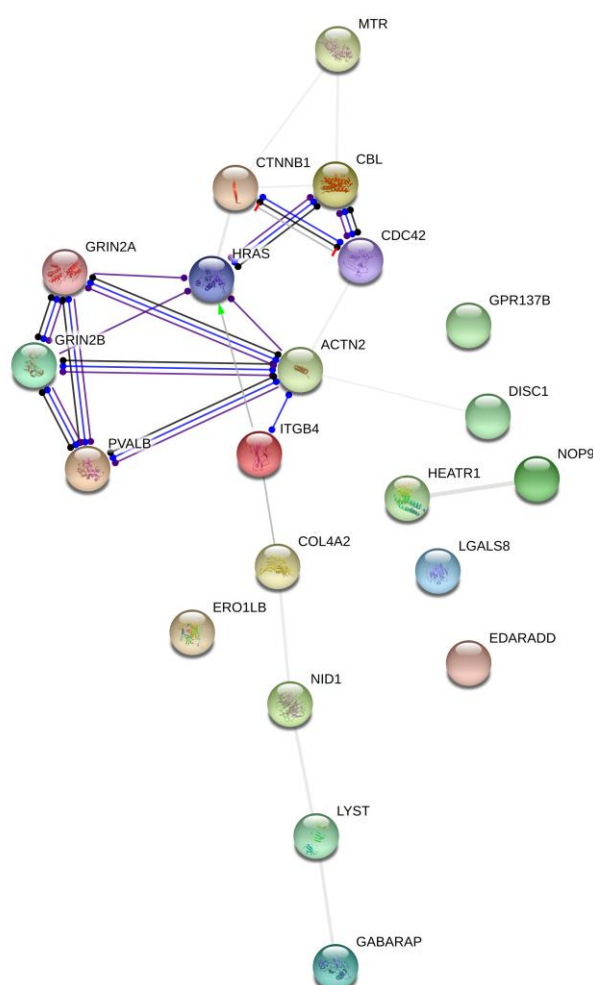 MTR
CTNNB1
CBL
CDC42
GRIN2A
HRAS
GPR137B
GRIN2B
ACTN2
DISC1
PVALB
ITGB4
NOP9
HEATR1
COL4A2
LGALS8
ERO1LB
EDARADD
NID1
LYST
GABARAP